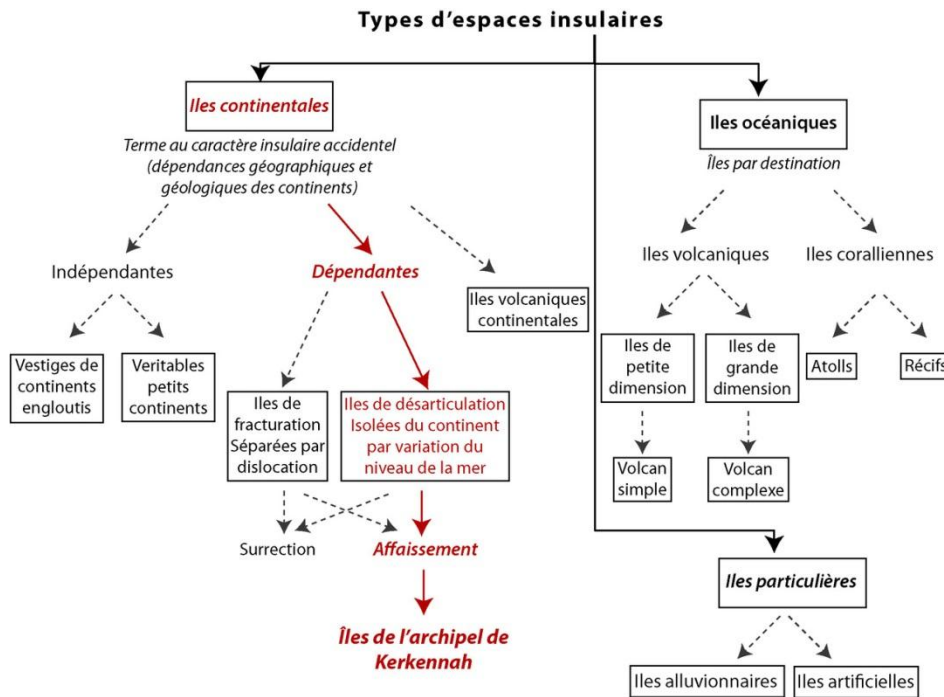 Types d'espaces insulaires
Iles continentales
Terme au caractère insulaire accidentel
(dépendances géographiques et
géologiques des continents)
Indépendantes
Dépendantes
Iles volcaniques
continentales
Vestiges de
continents
engloutis
Veritables
petits
continents
Iles de
fracturation
Séparées par
dislocation
Iles de désarticulation
Isolées du continent
par variation du
niveau de la mer
Surrection
Affaissement
Îles de l'archipel de
Kerkennah
Iles océaniques
Îles par destination
Iles volcaniques
Iles coralliennes
Iles de
petite
dimension
Iles de
grande
dimension
Atolls
Récifs
Volcan
simple
Volcan
complexe
Iles particulières
Iles alluvionnaires
Iles artificielles